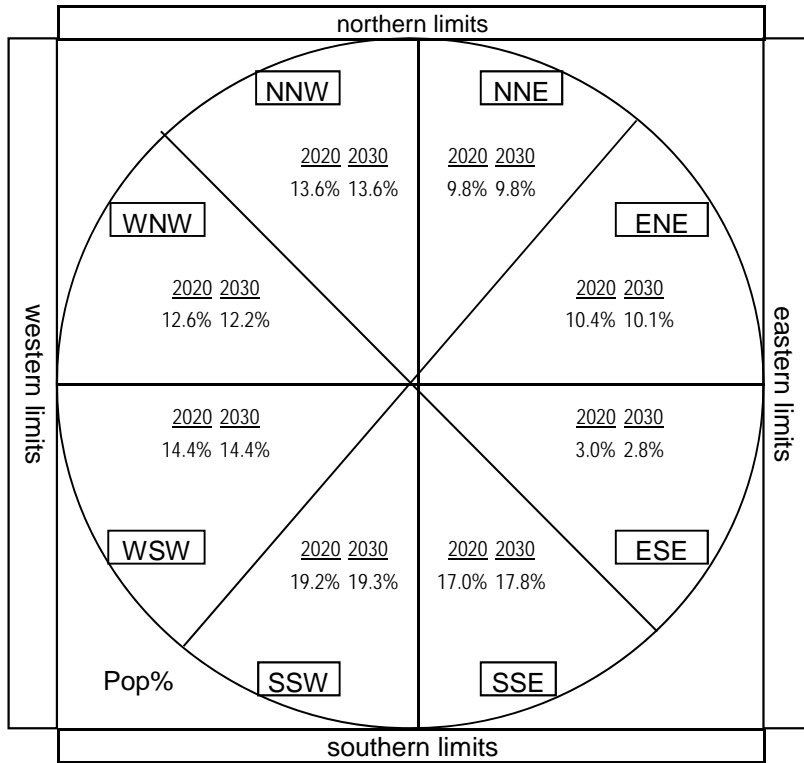 northern limits
NNW NNE
2020 2030 2020 2030
13.6% 13.6% 9.8% 9.8%
WNW ENE
2020 2030 2020 2030
12.6% 12.2% 10.4% 10.1%
western limits
eastern limits
2020 2030 2020 2030
14.4% 14.4% 3.0% 2.8%
WSW ESE
2020 2030 2020 2030
19.2% 19.3% 17.0% 17.8%
Pop% SSW SSE
southern limits